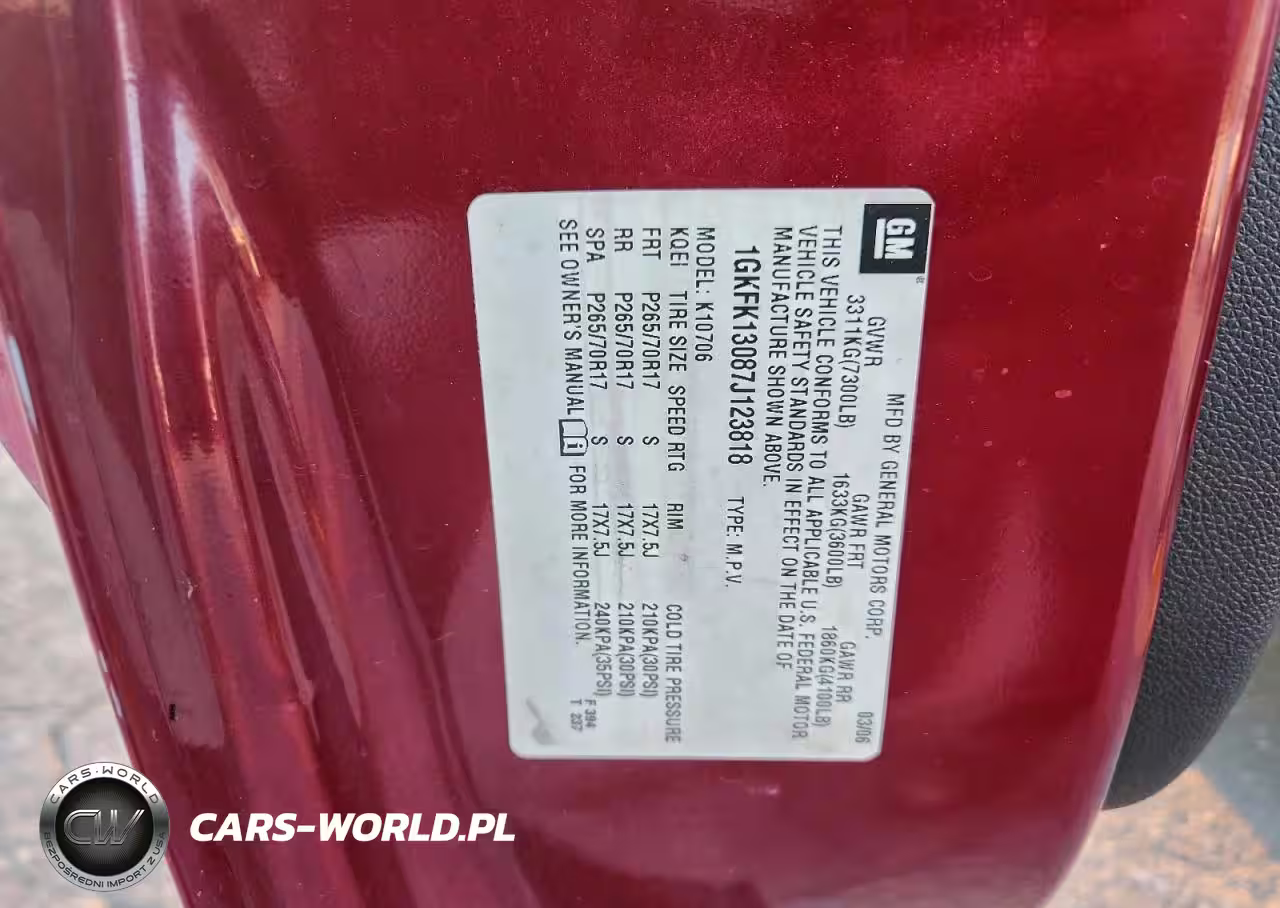 GM
®
MFD BY GENERAL MOTORS CORP. 03/06
GVWR GAWR FRT GAWR RR
3311KG(7300LB) 1633KG(3600LB) 1860KG(4100LB)
THIS VEHICLE CONFORMS TO ALL APPLICABLE U.S. FEDERAL MOTOR
VEHICLE SAFETY STANDARDS IN EFFECT ON THE DATE OF
MANUFACTURE SHOWN ABOVE.
1GKFK13087J123818 TYPE: M.P.V.
MODEL: K10706
KQEI TIRE SIZE SPEED RTG RIM COLD TIRE PRESSURE
FRT P265/70R17 S 17X7.5J 210KPA(30PSI)
RR P265/70R17 S 17X7.5J 210KPA(30PSI)
SPA P265/70R17 S 17X7.5J 240KPA(35PSI)
SEE OWNER'S MANUAL i FOR MORE INFORMATION.
F 394
T 237
CARS-WORLD
CW
BEZPOŚREDNI IMPORT Z USA
CARS-WORLD.PL